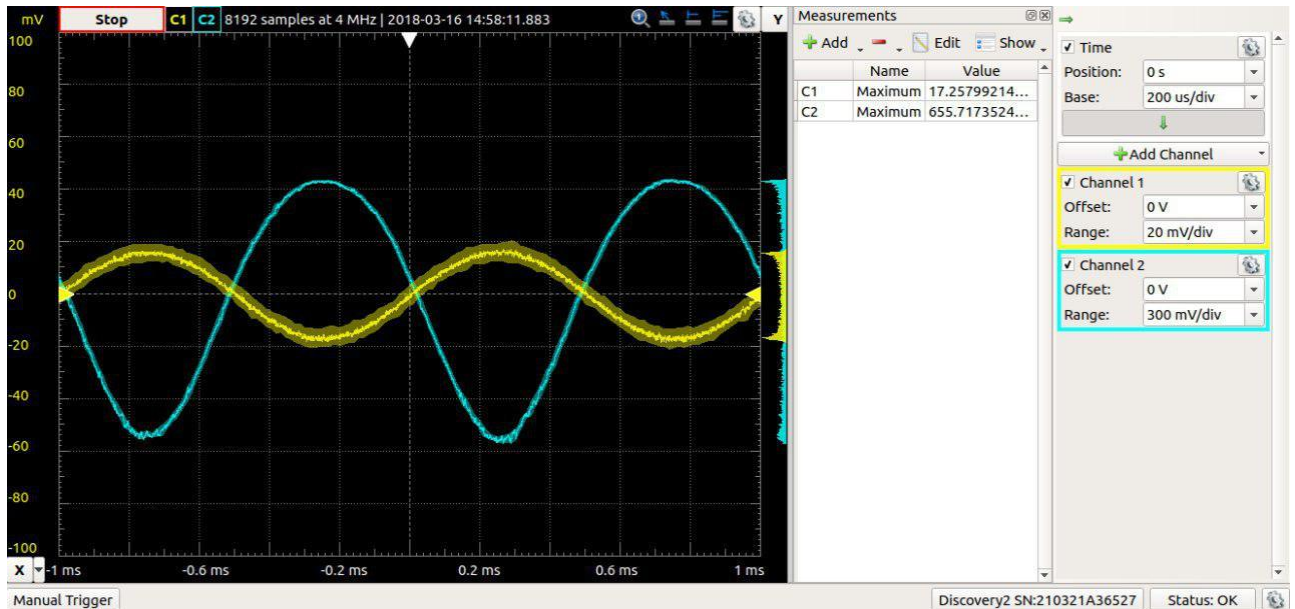 mV Stop C1 C2 8192 samples at 4 MHz | 2018-03-16 14:58:11.883 Y
100
80
60
40
20
0
-20
-40
-60
-80
-100
X -1 ms -0.6 ms -0.2 ms 0.2 ms 0.6 ms 1 ms
Measurements
Add Edit Show
Name Value
C1 Maximum 17.25799214...
C2 Maximum 655.7173524...
Time
Position: 0 s
Base: 200 us/div
Add Channel
Channel 1
Offset: 0 V
Range: 20 mV/div
Channel 2
Offset: 0 V
Range: 300 mV/div
Manual Trigger Discovery2 SN:210321A36527 Status: OK